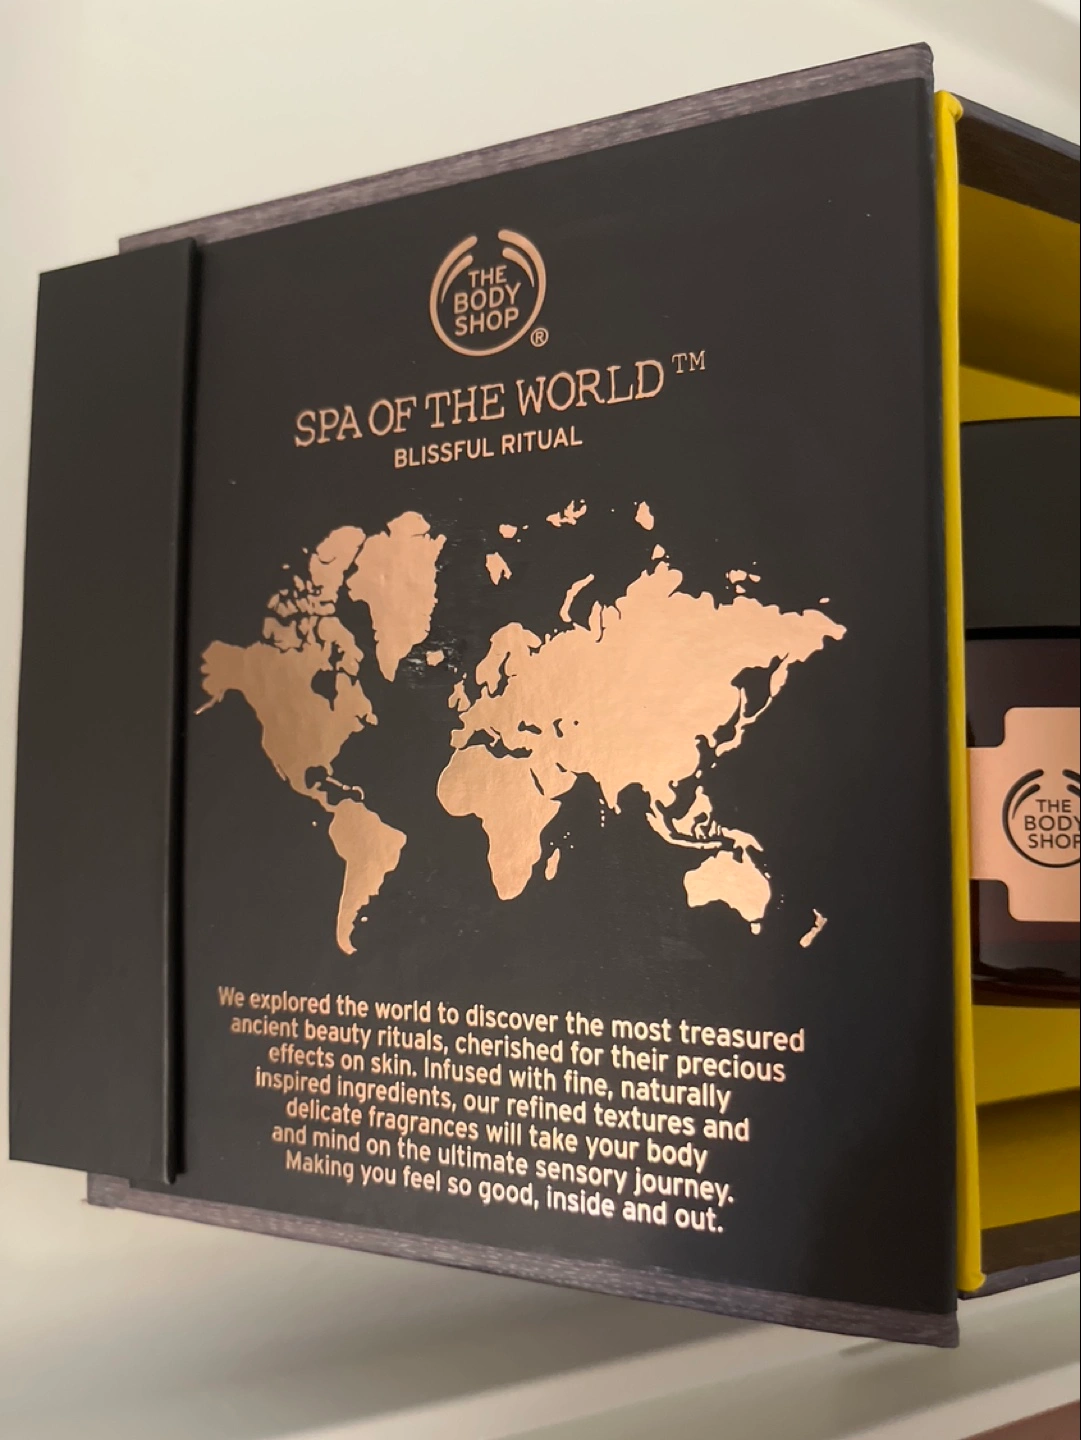 THE
BODY
SHOP®
SPA OF THE WORLD™
BLISSFUL RITUAL
We explored the world to discover the most treasured
ancient beauty rituals, cherished for their precious
effects on skin. Infused with fine, naturally
inspired ingredients, our refined textures and
delicate fragrances will take your body
and mind on the ultimate sensory journey.
Making you feel so good, inside and out.
THE
BODY
SHOP